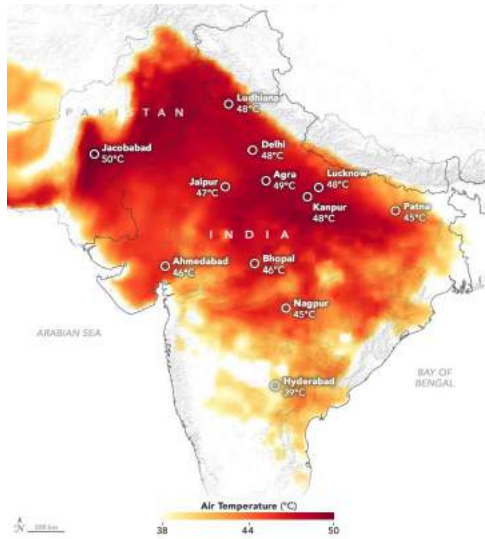 Ludhiana
48°C
PAKISTAN
Delhi
48°C
Jacobabad
50°C
Agra
49°C
Lucknow
48°C
Jaipur
47°C
Kanpur
48°C
Patna
45°C
INDIA
Ahmedabad
46°C
Bhopal
46°C
Nagpur
45°C
ARABIAN SEA
BAY OF
BENGAL
Hyderabad
39°C
Air Temperature (°C)
38 44 50
N